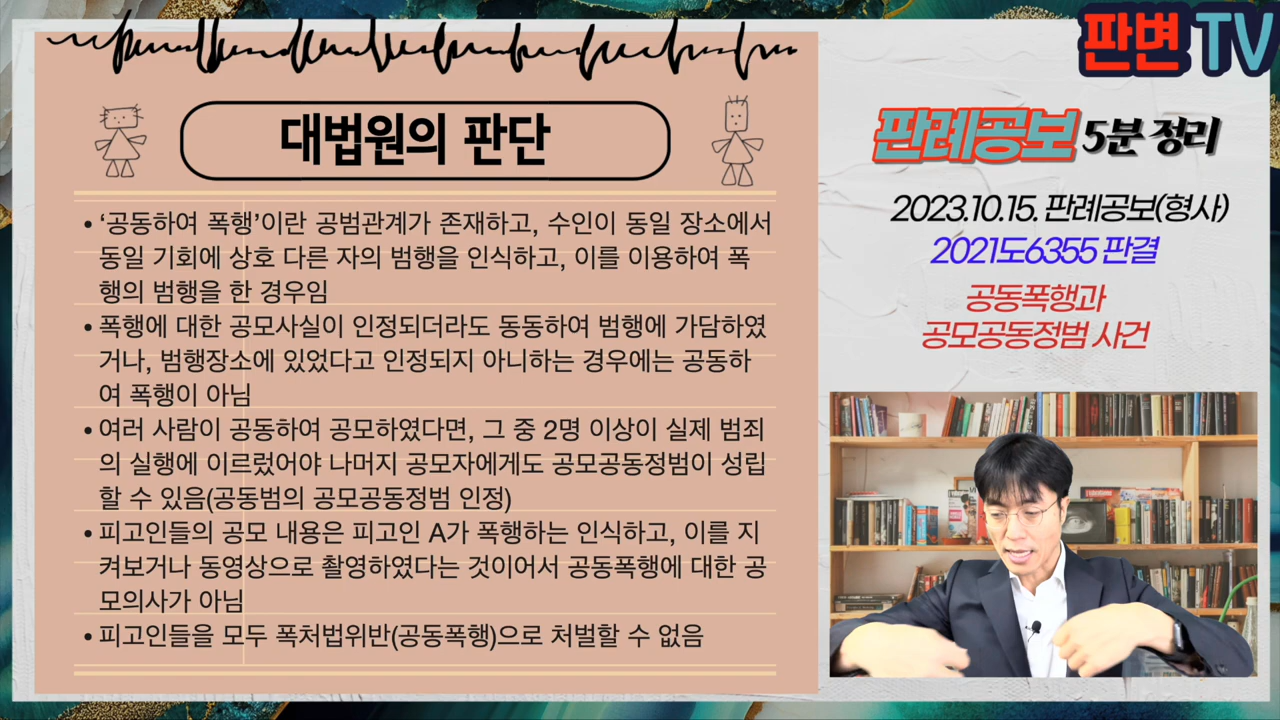 판변 TV
대법원의 판단
• ‘공동하여 폭행’이란 공범관계가 존재하고, 수인이 동일 장소에서
동일 기회에 상호 다른 자의 범행을 인식하고, 이를 이용하여 폭
행의 범행을 한 경우임
• 폭행에 대한 공모사실이 인정되더라도 동동하여 범행에 가담하였
거나, 범행장소에 있었다고 인정되지 아니하는 경우에는 공동하
여 폭행이 아님
• 여러 사람이 공동하여 공모하였다면, 그 중 2명 이상이 실제 범죄
의 실행에 이르렀어야 나머지 공모자에게도 공모공동정범이 성립
할 수 있음(공동범의 공모공동정범 인정)
• 피고인들의 공모 내용은 피고인 A가 폭행하는 인식하고, 이를 지
켜보거나 동영상으로 촬영하였다는 것이어서 공동폭행에 대한 공
모의사가 아님
• 피고인들을 모두 폭처법위반(공동폭행)으로 처벌할 수 없음
판례공보 5분 정리
2023.10.15. 판례공보(형사)
2021도6355 판결
공동폭행과
공모공동정범 사건